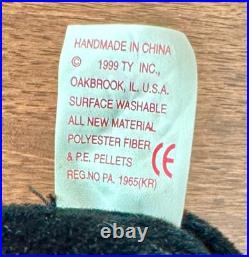 HANDMADE IN CHINA
© 1999 TY INC.,
OAKBROOK, IL. U.S.A.
SURFACE WASHABLE
ALL NEW MATERIAL
POLYESTER FIBER
& P.E. PELLETS CE
REG.NO PA. 1965(KR)